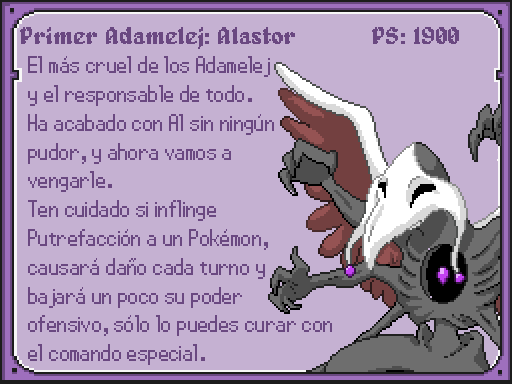 Primer Adamelej: Alastor PS: 1900
El más cruel de los Adamelej
y el responsable de todo.
Ha acabado con Al sin ningún
pudor, y ahora vamos a
vengarle.
Ten cuidado si inflinge
Putrefacción a un Pokémon,
causará daño cada turno y
bajará un poco su poder
ofensivo, sólo lo puedes curar con
el comando especial.